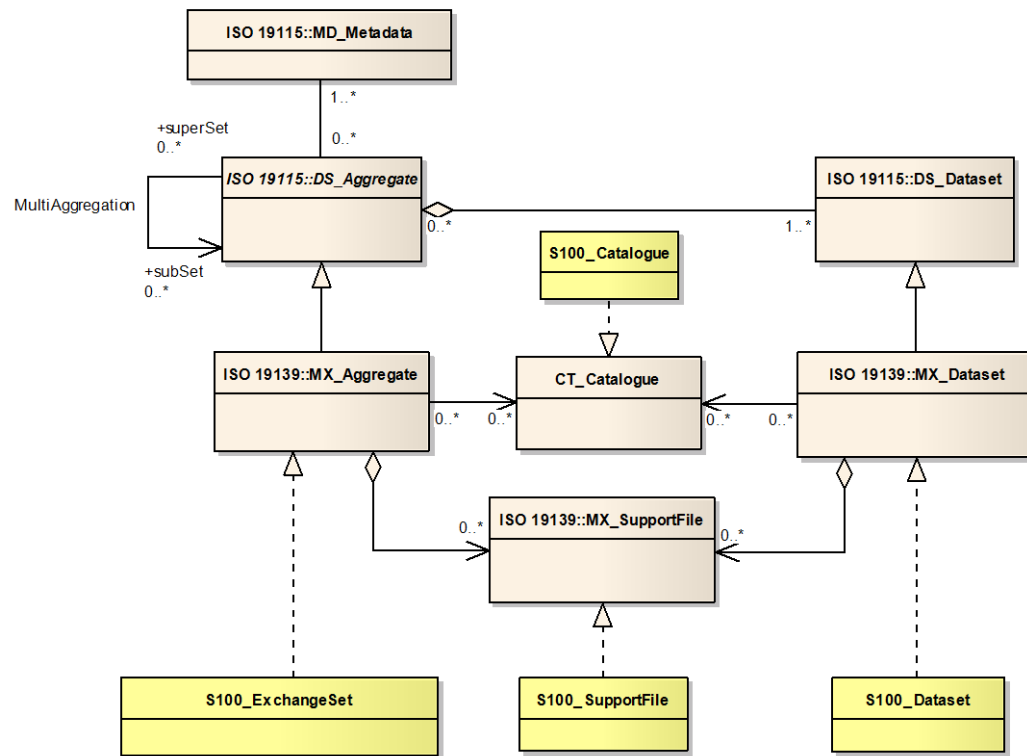 ISO 19115::MD_Metadata
1..*
+superSet
0..*
0..*
ISO 19115::DS_Aggregate
ISO 19115::DS_Dataset
MultiAggregation
0..*
1..*
S100_Catalogue
+subSet
0..*
ISO 19139::MX_Aggregate
CT_Catalogue
ISO 19139::MX_Dataset
0..*
0..*
0..*
0..*
ISO 19139::MX_SupportFile
0..*
0..*
S100_ExchangeSet
S100_SupportFile
S100_Dataset